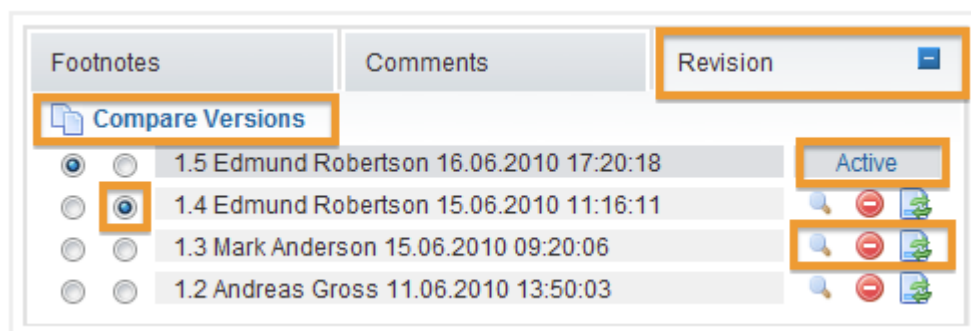 Footnotes Comments Revision
Compare Versions
1.5 Edmund Robertson 16.06.2010 17:20:18 Active
1.4 Edmund Robertson 15.06.2010 11:16:11
1.3 Mark Anderson 15.06.2010 09:20:06
1.2 Andreas Gross 11.06.2010 13:50:03